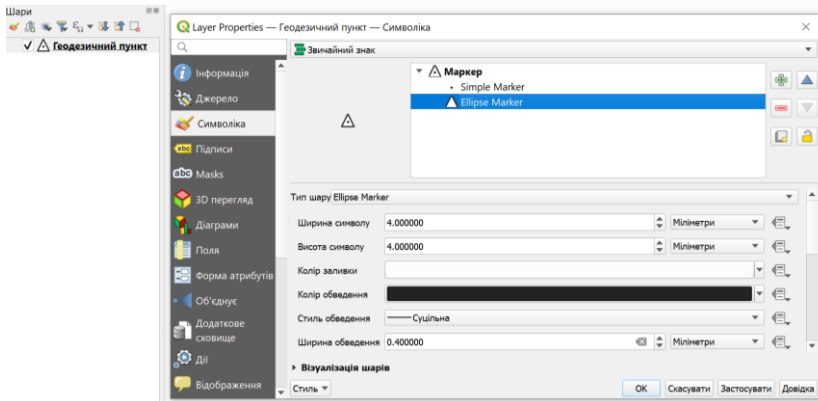 Шари
Геодезичний пункт
Layer Properties — Геодезичний пункт — Символіка
Звичайний знак
Інформація
Джерело
Символіка
abc Підписи
abc Masks
3D перегляд
Діаграми
Поля
Форма атрибутів
Об'єднує
Додаткове
сховище
Дії
Відображення
Маркер
Simple Marker
Ellipse Marker
Тип шару Ellipse Marker
Ширина символу 4.000000 Міліметри
Висота символу 4.000000 Міліметри
Колір заливки
Колір обведення
Стиль обведення Суцільна
Ширина обведення 0.400000 Міліметри
Візуалізація шарів
Стиль OK Скасувати Застосувати Довідка